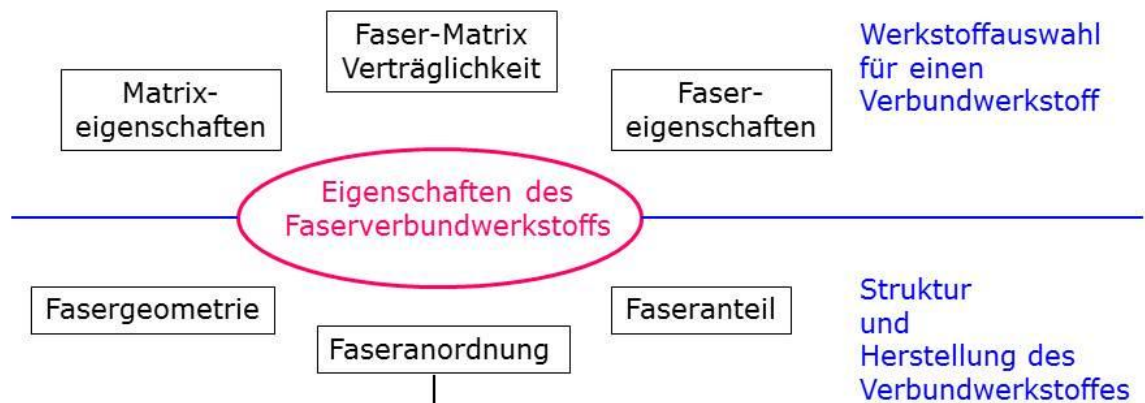 Faser-Matrix
Verträglichkeit
Werkstoffauswahl
für einen
Verbundwerkstoff
Matrix-
eigenschaften
Faser-
eigenschaften
Eigenschaften des
Faserverbundwerkstoffs
Fasergeometrie
Faseranordnung
Faseranteil
Struktur
und
Herstellung des
Verbundwerkstoffes